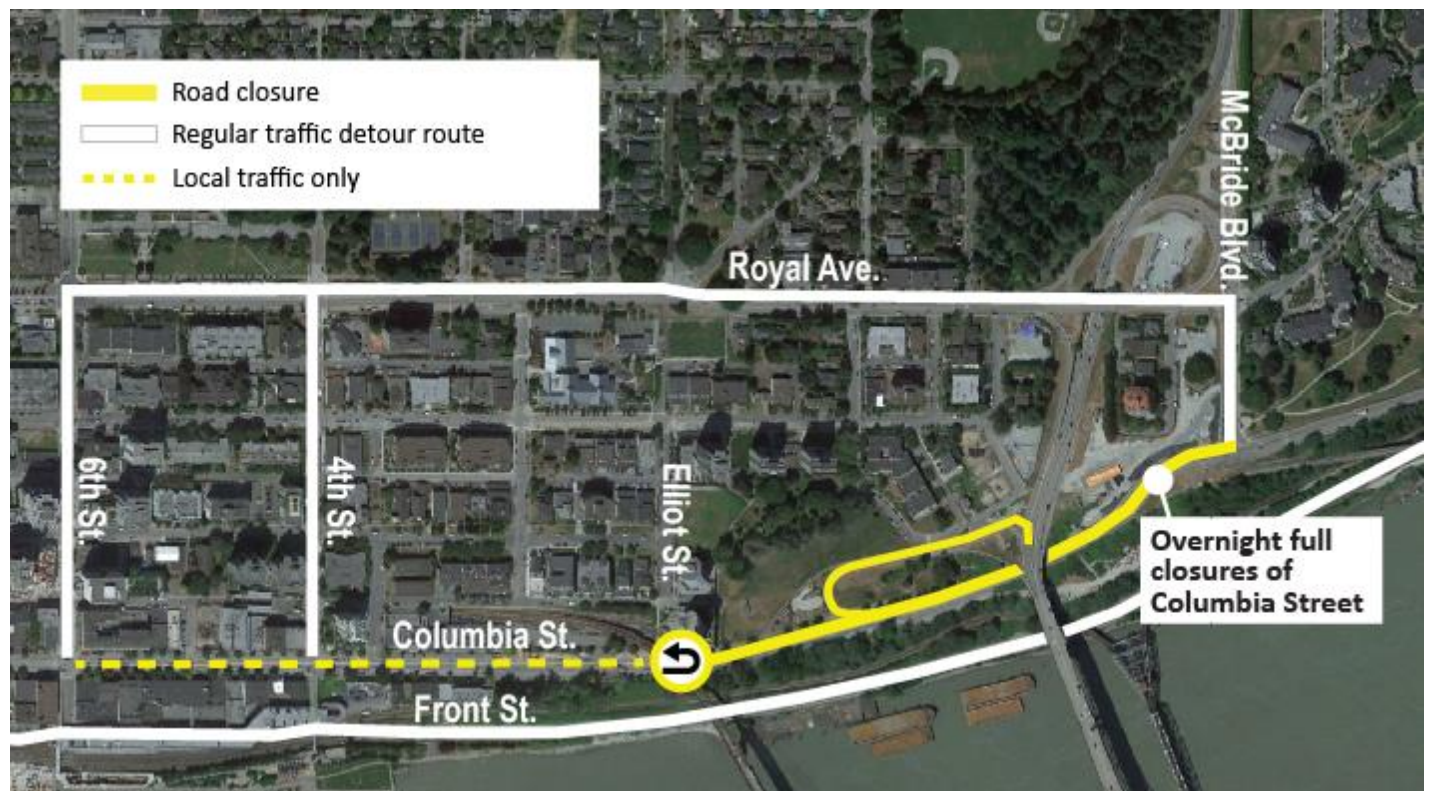 Road closure
Regular traffic detour route
Local traffic only
McBride Blvd.
Royal Ave.
6th St.
4th St.
Elliot St.
Overnight full
closures of
Columbia Street
Columbia St.
Front St.